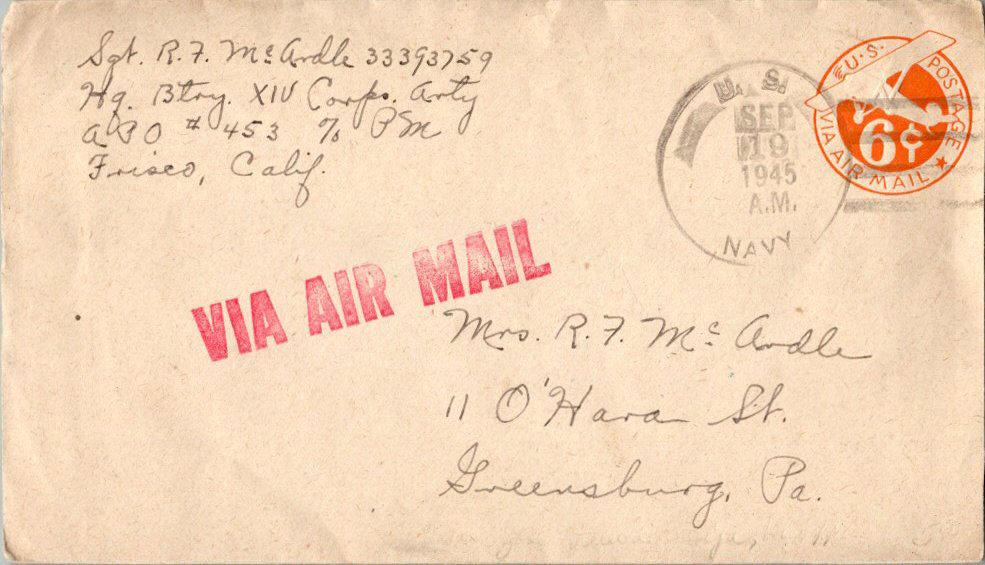 Sgt. R. F. McArdle 33393759
Hq. Btry. XIV Corps. Arty
APO # 453 % PM
Frisco, Calif.
U. S.
SEP
19
1945
A.M.
NAVY
U.S. POSTAGE
6¢
VIA AIR MAIL
VIA AIR MAIL
Mrs. R. F. McArdle
11 O'Hara St.
Greensburg, Pa.